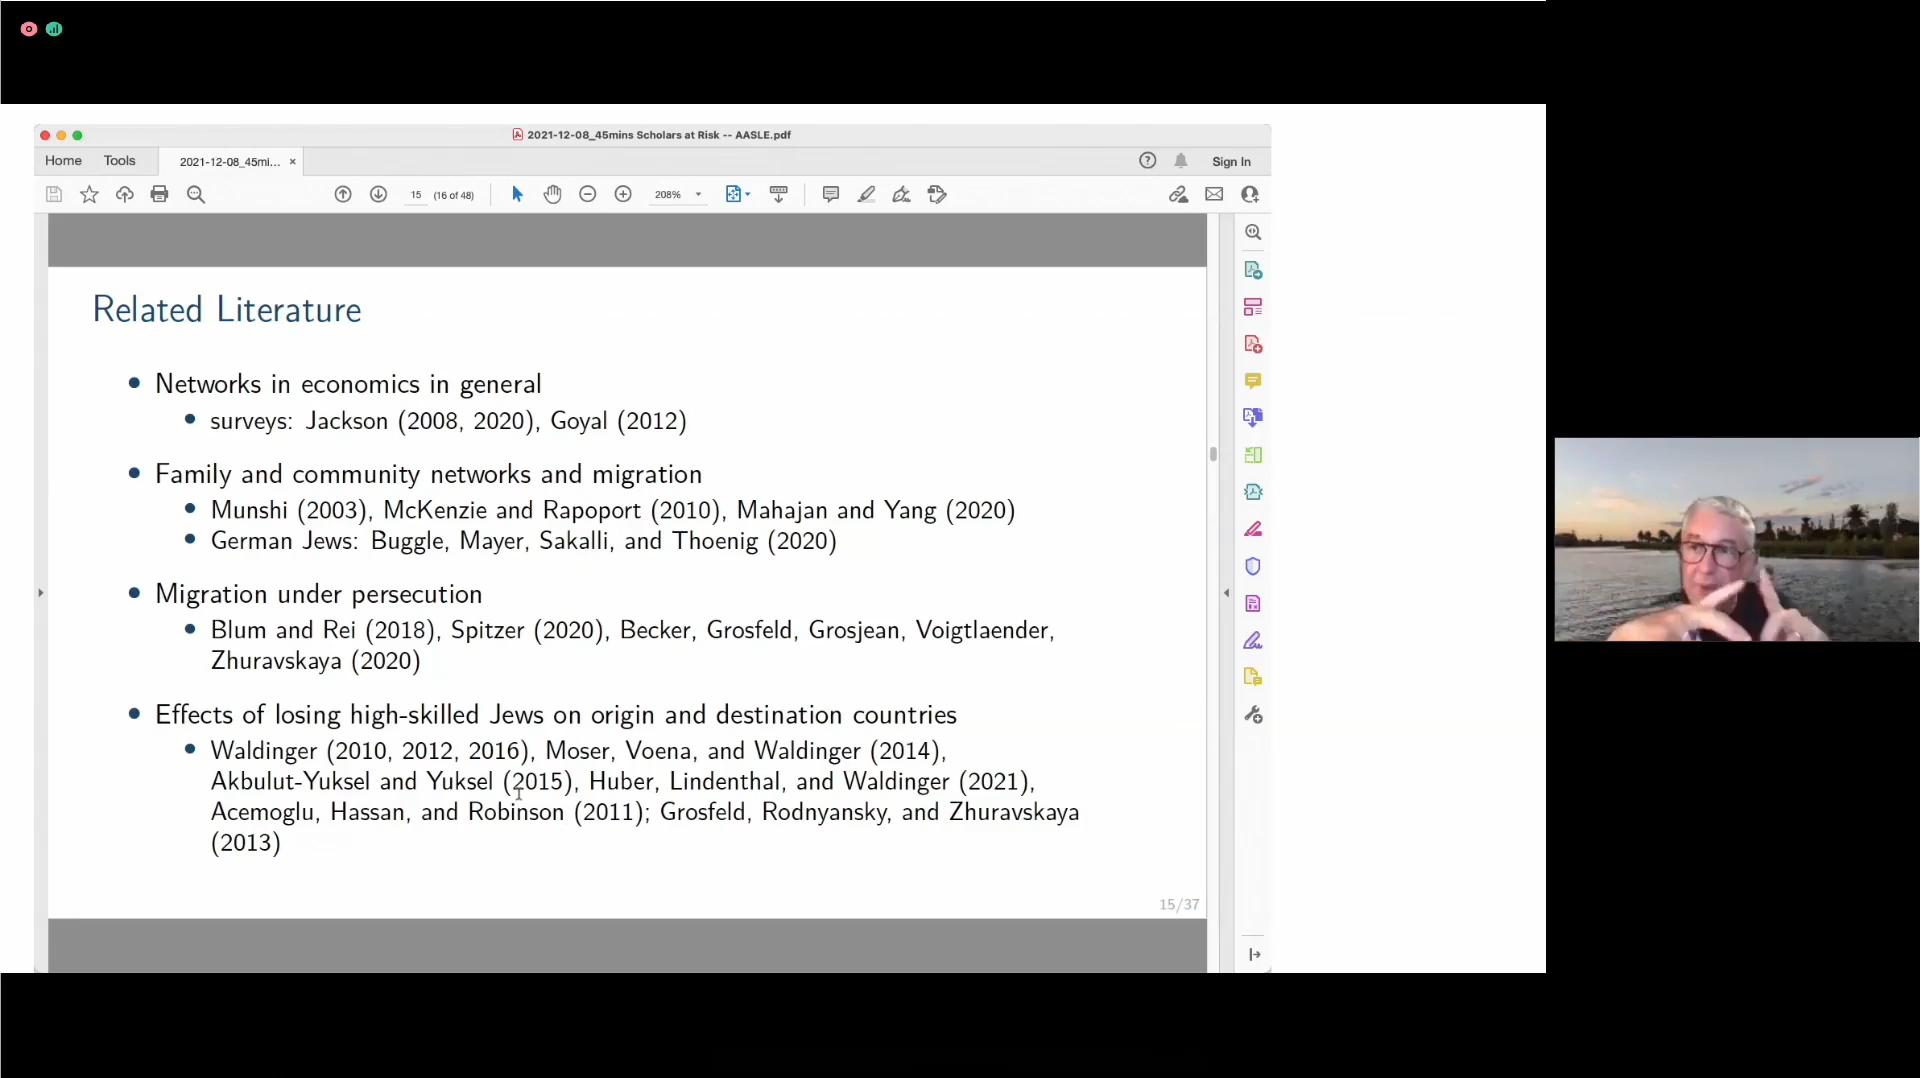 2021-12-08_45mins Scholars at Risk -- AASLE.pdf
Home Tools 2021-12-08_45mi... × Sign In
15 (16 of 48) 208%
Related Literature
Networks in economics in general
surveys: Jackson (2008, 2020), Goyal (2012)
Family and community networks and migration
Munshi (2003), McKenzie and Rapoport (2010), Mahajan and Yang (2020)
German Jews: Buggle, Mayer, Sakalli, and Thoenig (2020)
Migration under persecution
Blum and Rei (2018), Spitzer (2020), Becker, Grosfeld, Grosjean, Voigtlaender,
Zhuravskaya (2020)
Effects of losing high-skilled Jews on origin and destination countries
Waldinger (2010, 2012, 2016), Moser, Voena, and Waldinger (2014),
Akbulut-Yuksel and Yuksel (2015), Huber, Lindenthal, and Waldinger (2021),
Acemoglu, Hassan, and Robinson (2011); Grosfeld, Rodnyansky, and Zhuravskaya
(2013)
15/37